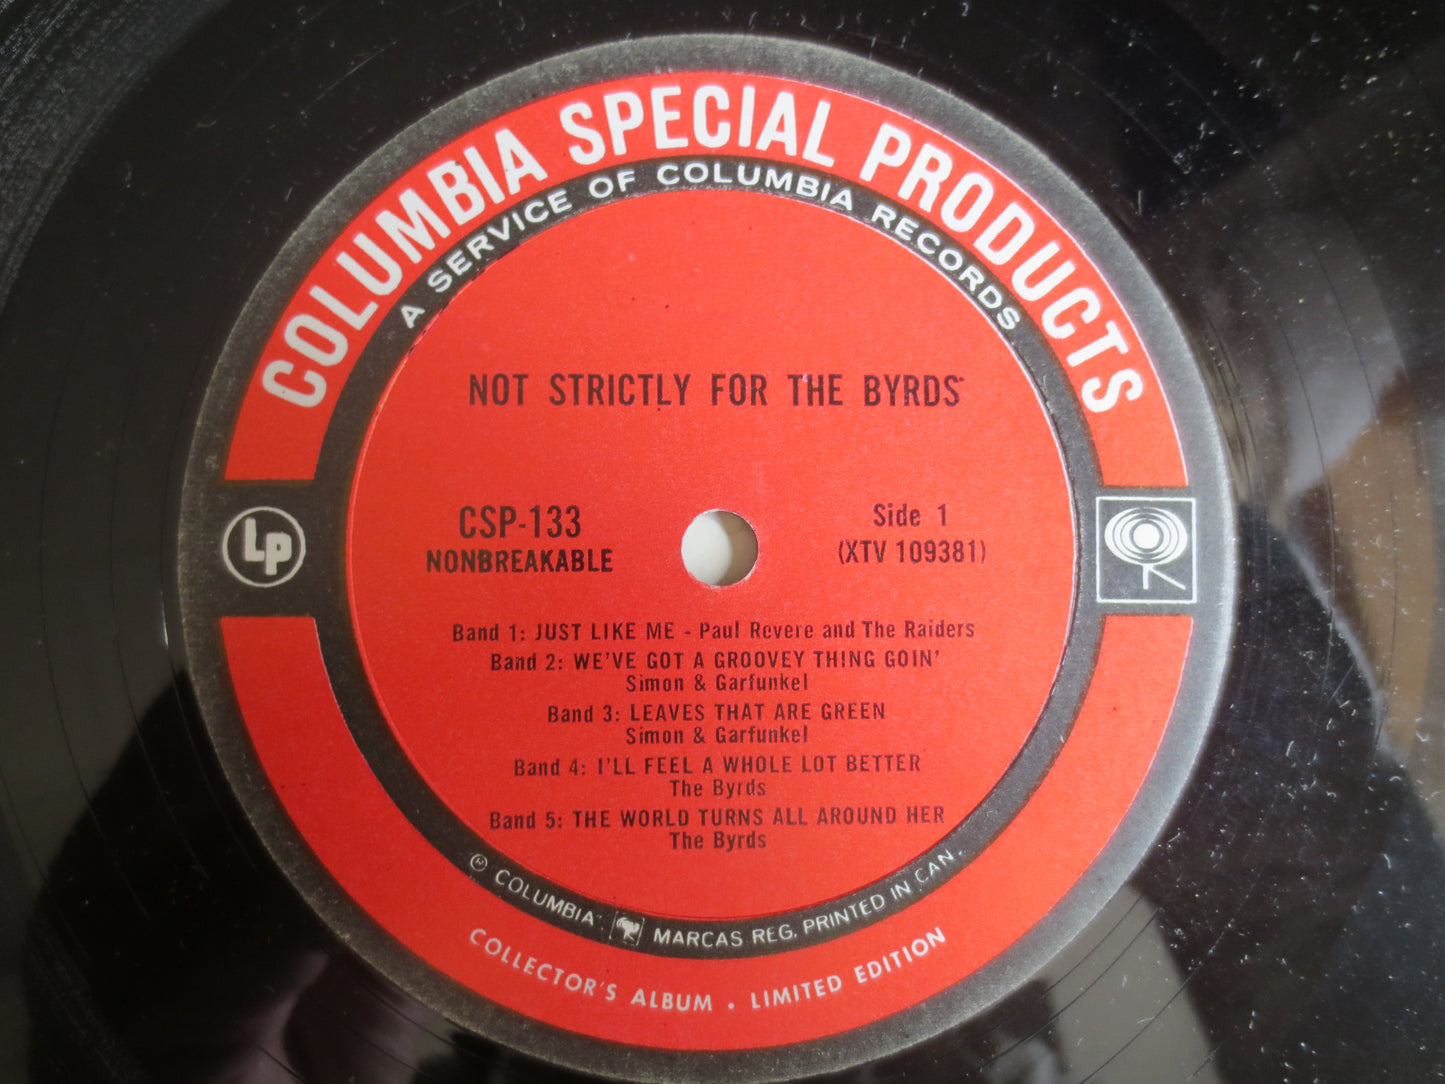 COLUMBIA SPECIAL PRODUCTS
A SERVICE OF COLUMBIA RECORDS
NOT STRICTLY FOR THE BYRDS
CSP-133
NONBREAKABLE
Side 1
(XTV 109381)
Lp
Band 1: JUST LIKE ME - Paul Revere and The Raiders
Band 2: WE'VE GOT A GROOVEY THING GOIN'
Simon & Garfunkel
Band 3: LEAVES THAT ARE GREEN
Simon & Garfunkel
Band 4: I'LL FEEL A WHOLE LOT BETTER
The Byrds
Band 5: THE WORLD TURNS ALL AROUND HER
The Byrds
COLUMBIA MARCAS REG. PRINTED IN CAN.
COLLECTOR'S ALBUM • LIMITED EDITION